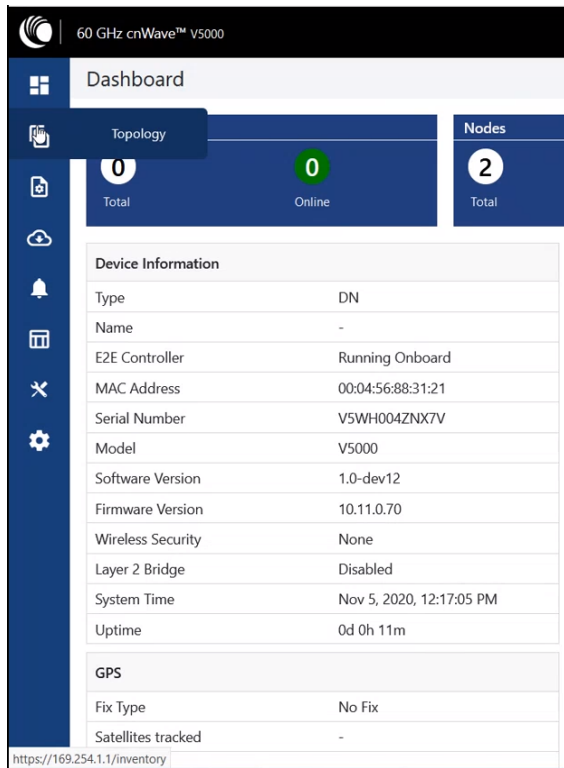 60 GHz cnWave™ V5000
Dashboard
Topology
Nodes
0
0
2
Total
Online
Total
Device Information
Type DN
Name -
E2E Controller Running Onboard
MAC Address 00:04:56:88:31:21
Serial Number V5WH004ZNX7V
Model V5000
Software Version 1.0-dev12
Firmware Version 10.11.0.70
Wireless Security None
Layer 2 Bridge Disabled
System Time Nov 5, 2020, 12:17:05 PM
Uptime 0d 0h 11m
GPS
Fix Type No Fix
Satellites tracked -
https://169.254.1.1/inventory